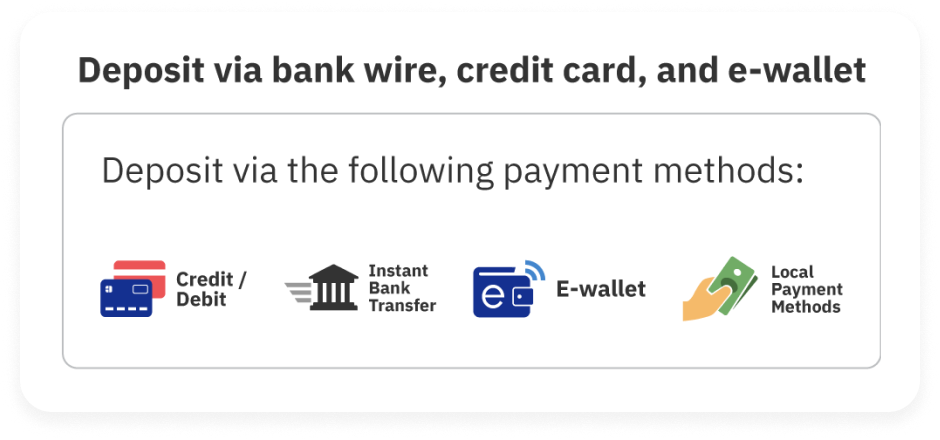 Deposit via bank wire, credit card, and e-wallet
Deposit via the following payment methods:
Credit /
Debit
Instant
Bank
Transfer
e
E-wallet
Local
Payment
Methods